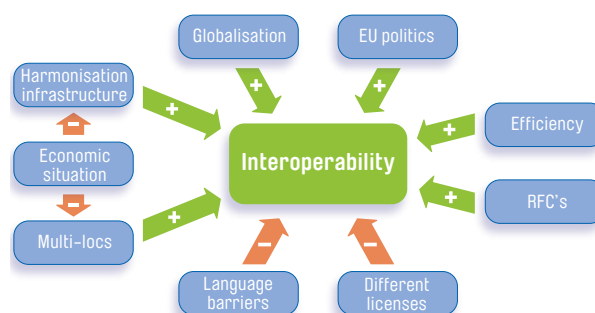 Globalisation
EU politics
Harmonisation
infrastructure
+
+
+
+
Efficiency
−
Economic
situation
Interoperability
−
+
+
RFC's
Multi-locs
−
−
Language
barriers
Different
licenses